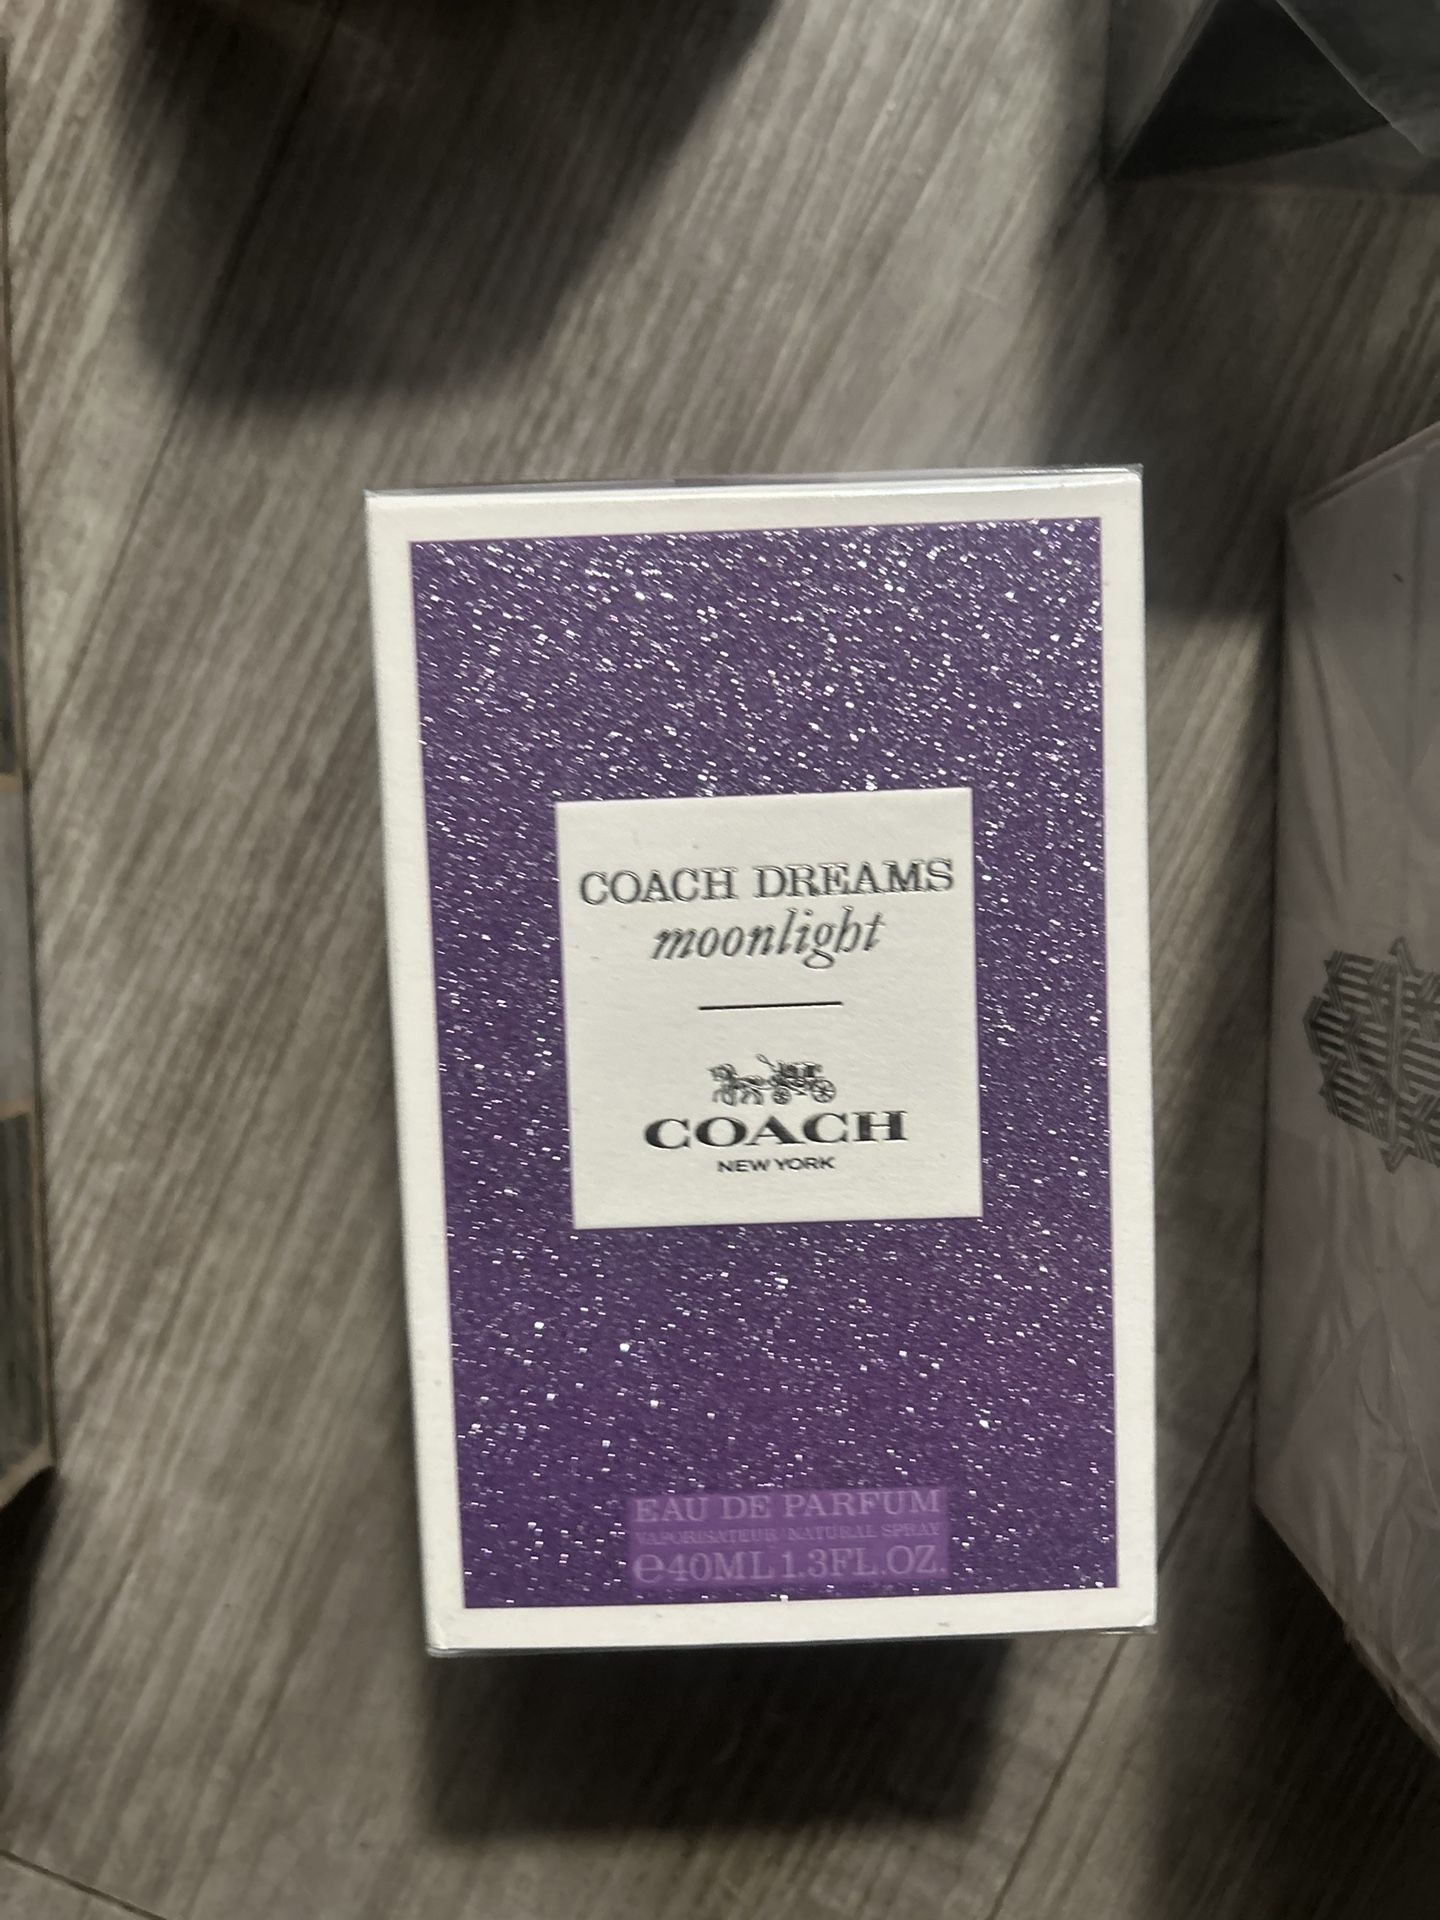 COACH DREAMS
moonlight
COACH
NEW YORK
EAU DE PARFUM
VAPORISATEUR/NATURAL SPRAY
℮40ML 1.3FL.OZ.